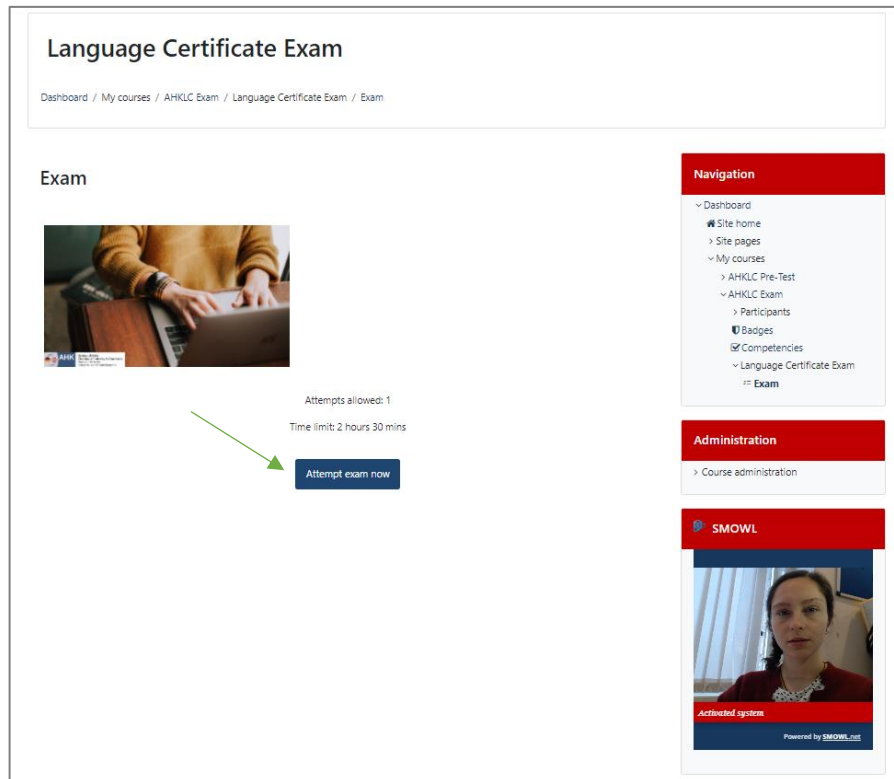 Language Certificate Exam
Dashboard / My courses / AHKLC Exam / Language Certificate Exam / Exam
Exam
AHK
Attempts allowed: 1
Time limit: 2 hours 30 mins
Attempt exam now
Navigation
Dashboard
Site home
Site pages
My courses
AHKLC Pre-Test
AHKLC Exam
Participants
Badges
Competencies
Language Certificate Exam
Exam
Administration
Course administration
SMOWL
Activated system
Powered by SMOWL.net